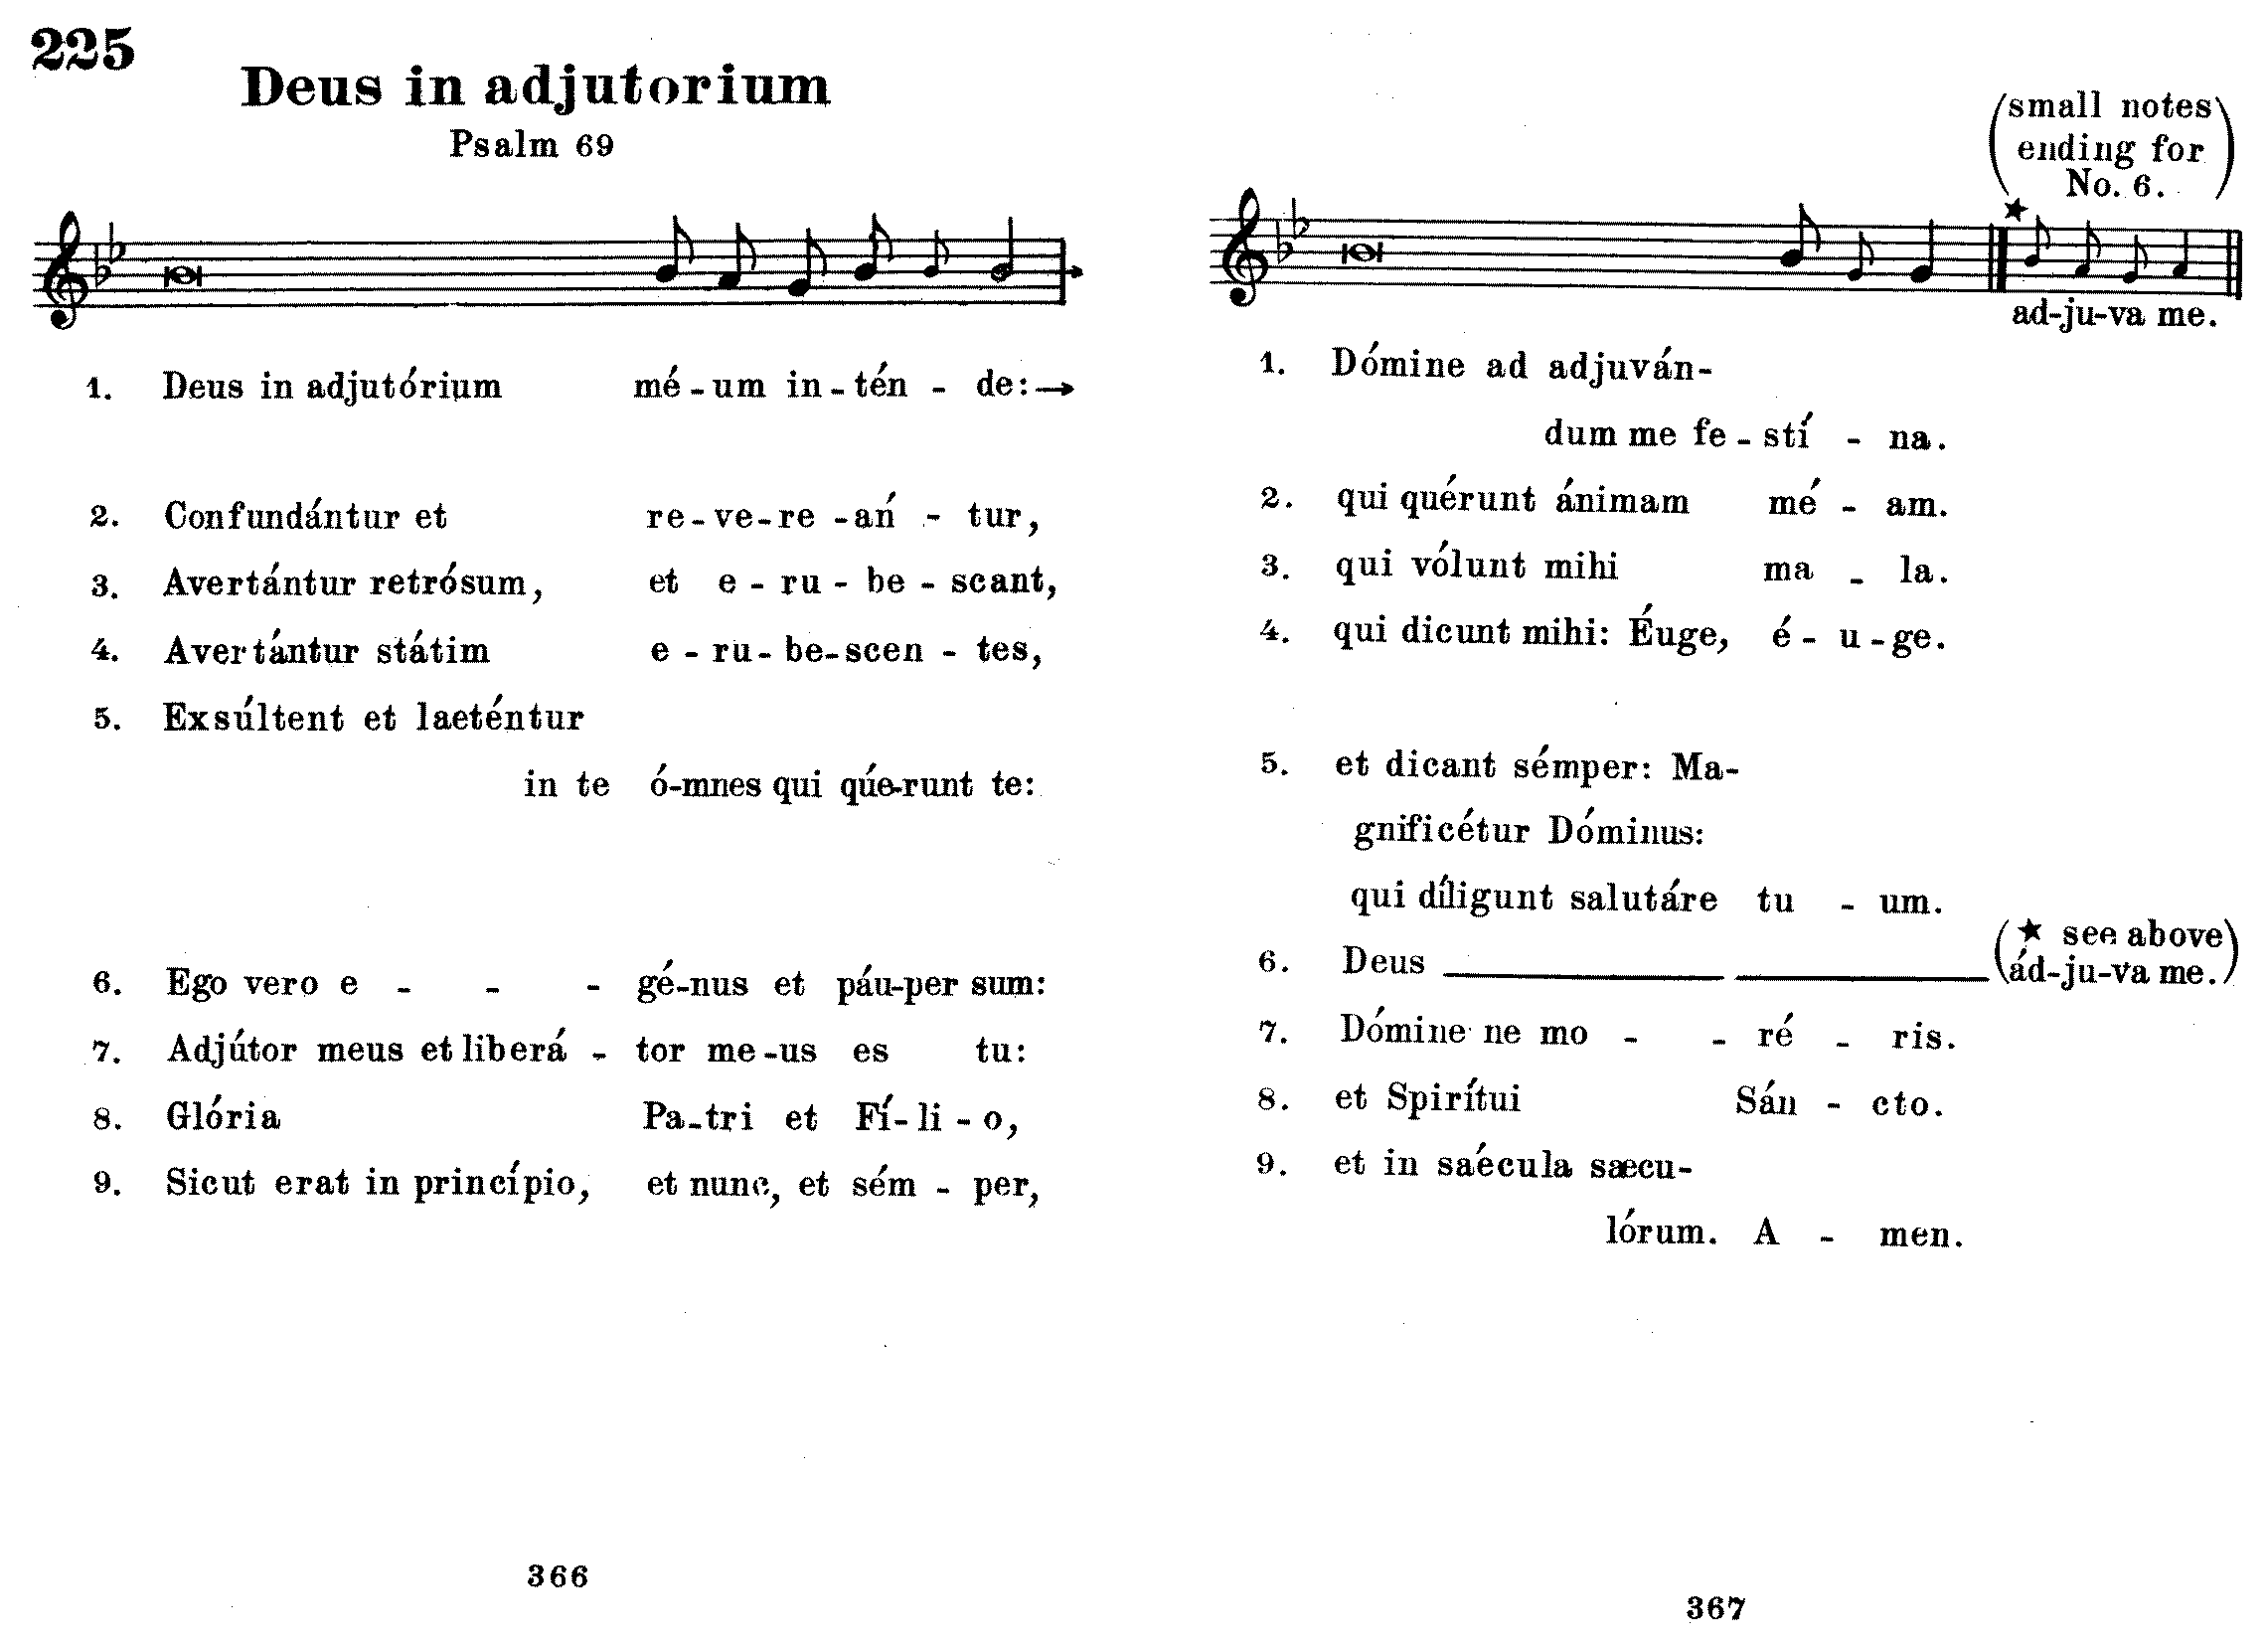 225
Deus in adjutorium
Psalm 69
1. Deus in adjutórium mé-um in-tén - de:→
2. Confundántur et re-ve-re-ań - tur,
3. Avertántur retrósum, et e-ru-be-scant,
4. Avertántur státim e-ru-be-scen-tes,
5. Exsúltent et laeténtur
in te ó-mnes qui qúe-runt te:
6. Ego vero e - - - gé-nus et páu-per sum:
7. Adjútor meus et liberá - tor me-us es tu:
8. Glória Pa-tri et Fí-li-o,
9. Sicut erat in princípio, et nunc, et sém - per,
366
(small notes
ending for
No. 6.)
★
ad-ju-va me.
1. Dómine ad adjuván-
dum me fe-stí - na.
2. qui quérunt ánimam mé - am.
3. qui vólunt mihi ma - la.
4. qui dicunt mihi: Éuge, é-u-ge.
5. et dicant sémper: Ma-
gnificétur Dóminus:
qui díligunt salutáre tu - um.
(★ see above
6. Deus ád-ju-va me.)
7. Dómine ne mo - - ré - ris.
8. et Spirítui Sán - cto.
9. et in saécula sæcu-
lórum. A - men.
367